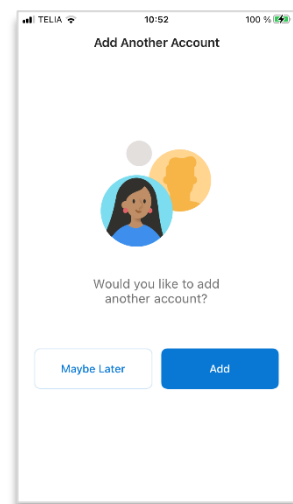 TELIA 10:52 100 %
Add Another Account
Would you like to add
another account?
Maybe Later Add